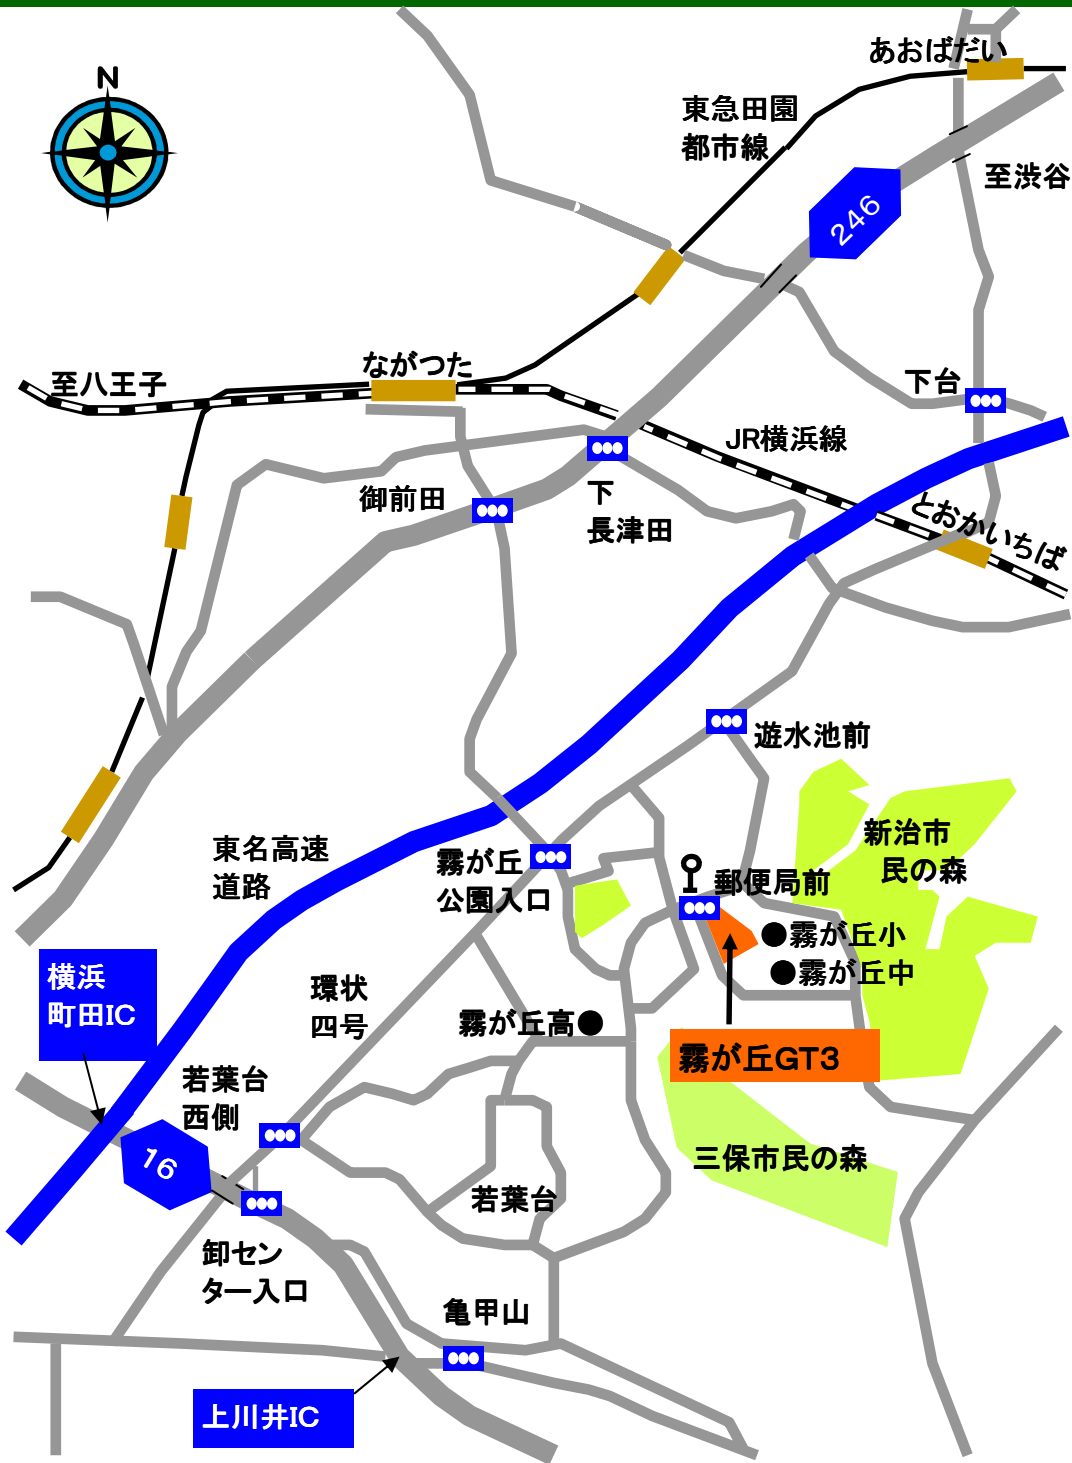 N
あおばだい
東急田園
都市線
至渋谷
246
ながつた
至八王子
下台
JR横浜線
御前田
下
長津田
とおかいちば
遊水池前
新治市
民の森
東名高速
道路
霧が丘
公園入口
郵便局前
●霧が丘小
●霧が丘中
横浜
町田IC
環状
四号
霧が丘高●
霧が丘GT3
若葉台
西側
16
三保市民の森
若葉台
卸セン
ター入口
亀甲山
上川井IC